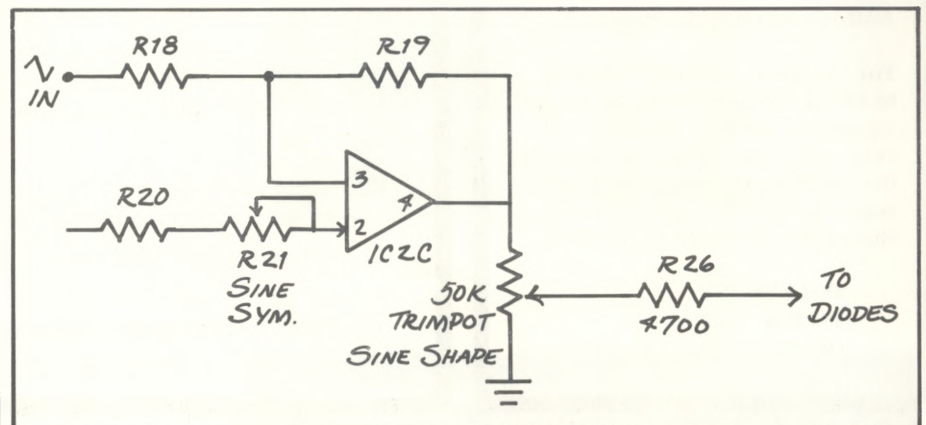 R18
R19
IN
3
4
2
IC2C
R20
R21
SINE
SYM.
50K
TRIMPOT
SINE SHAPE
R26
4700
TO
DIODES